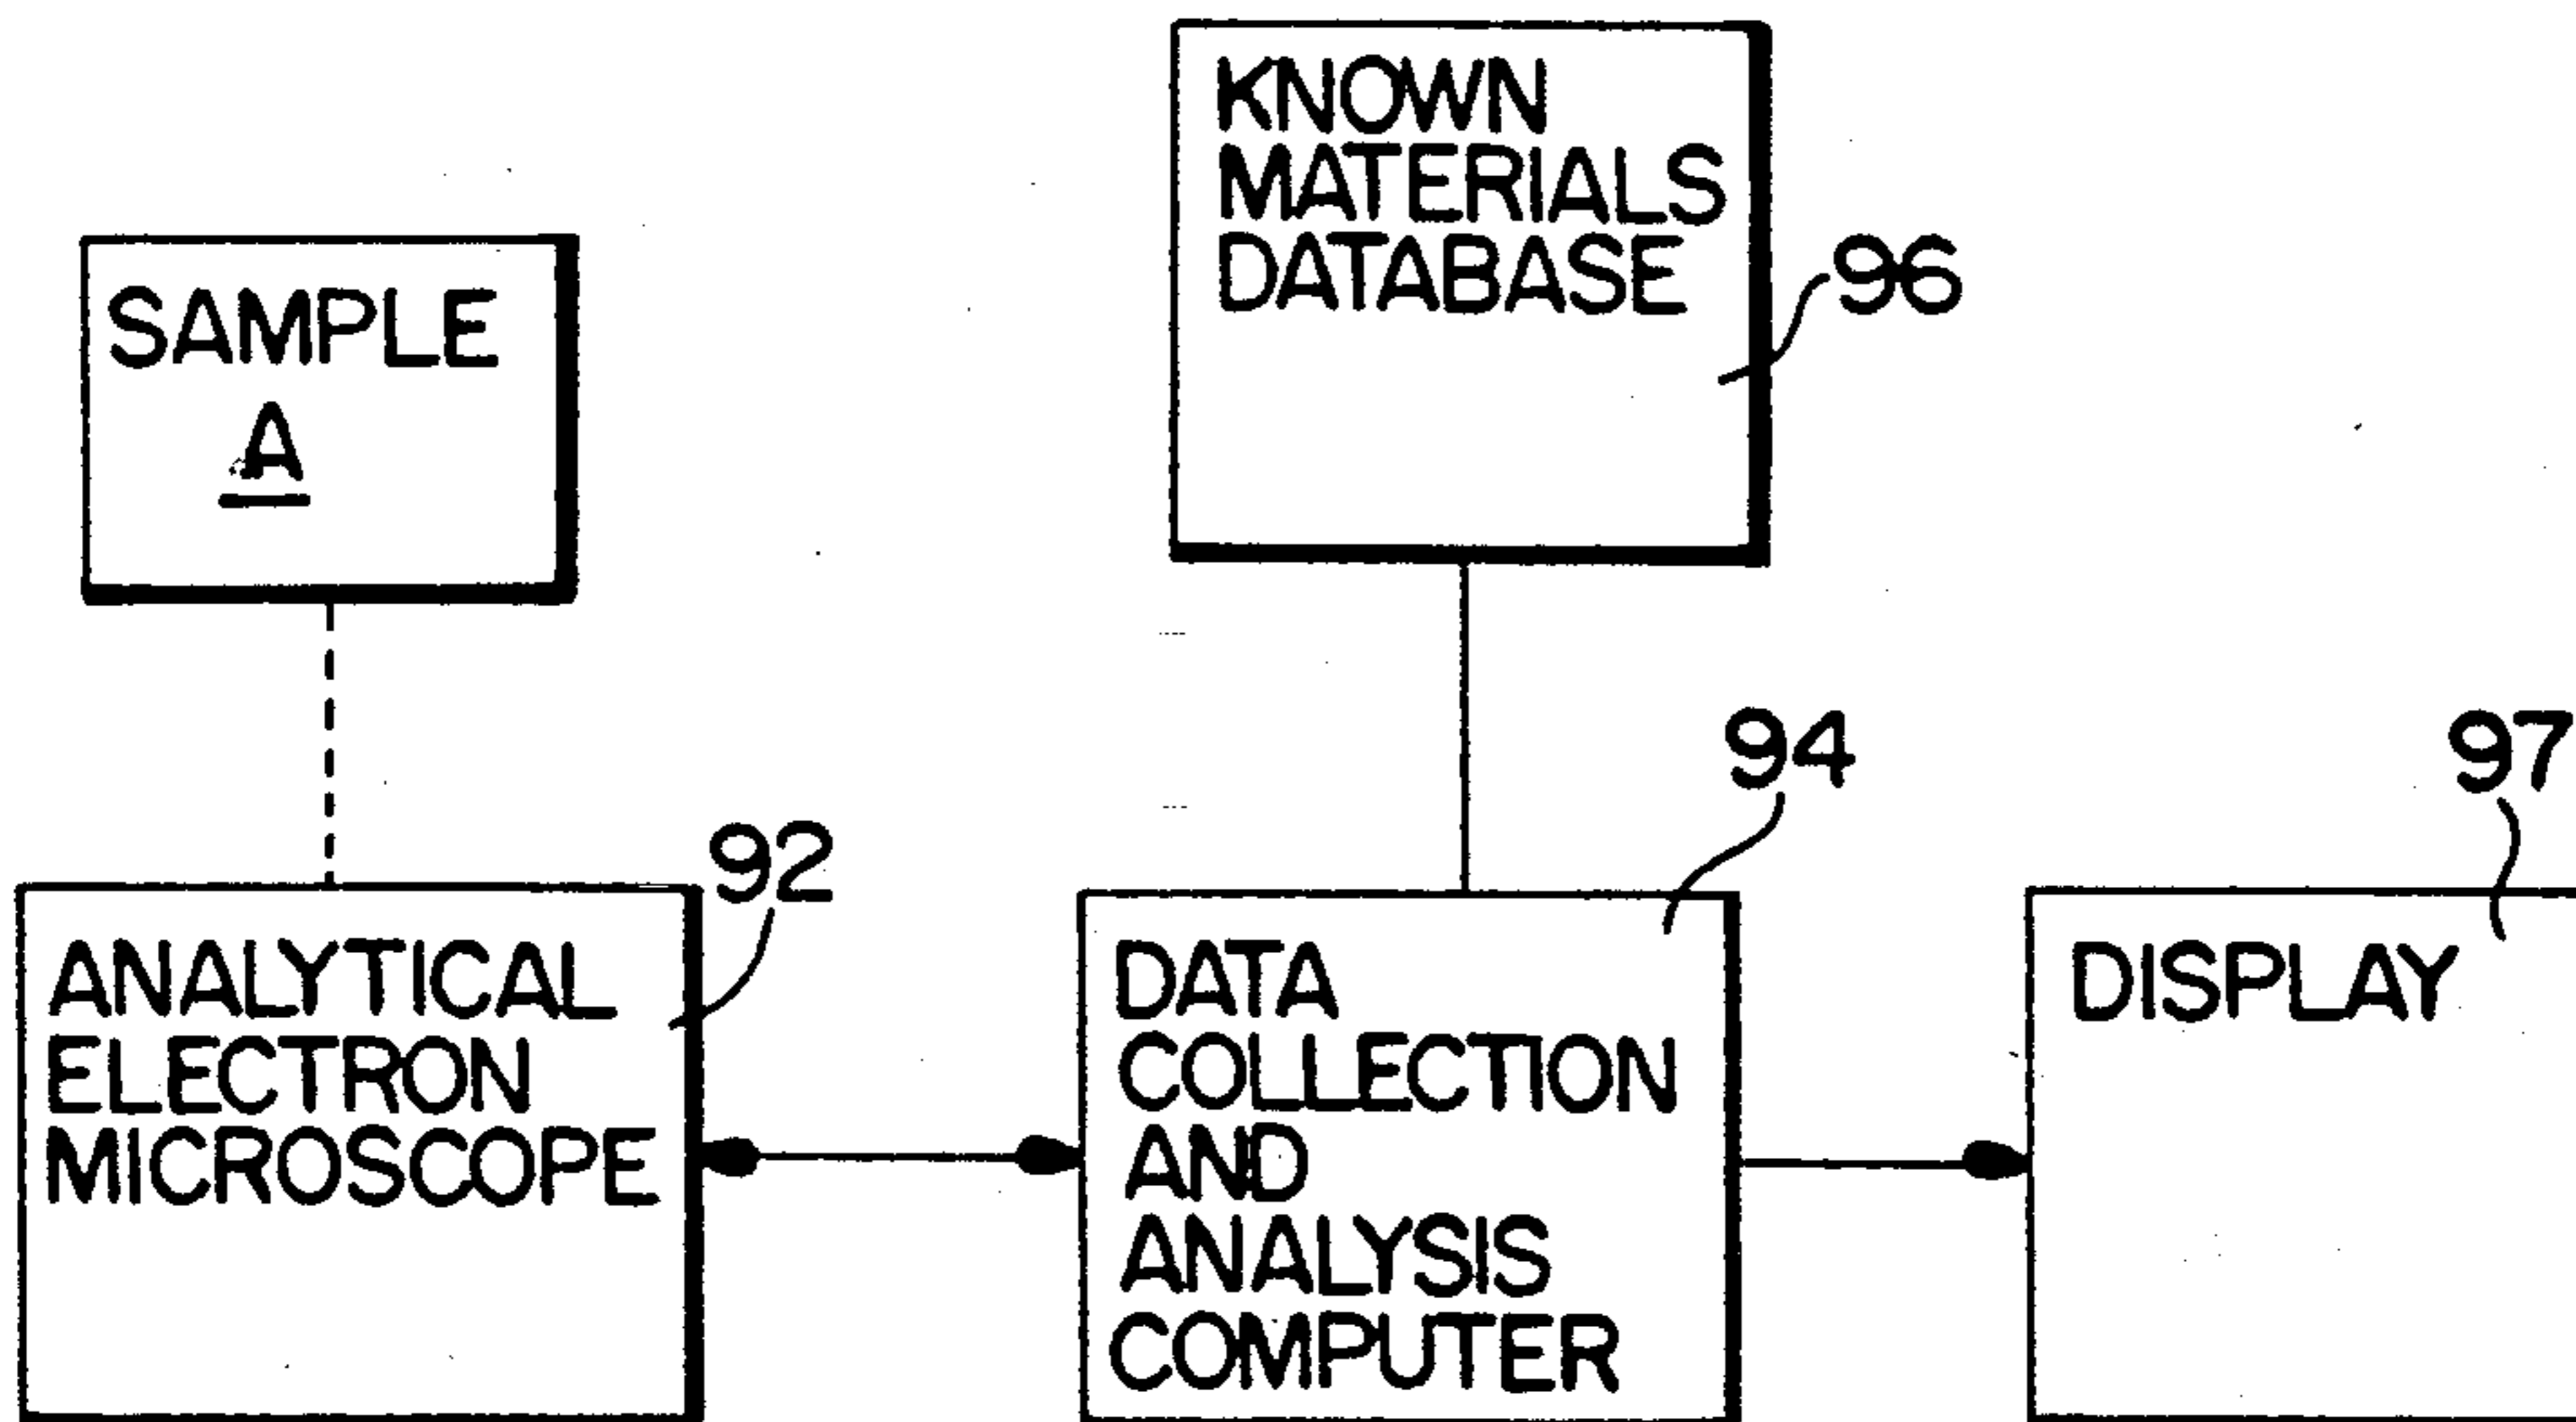 KNOWN
MATERIALS
DATABASE
96
SAMPLE
A
92
94
97
ANALYTICAL
ELECTRON
MICROSCOPE
DATA
COLLECTION
AND
ANALYSIS
COMPUTER
DISPLAY